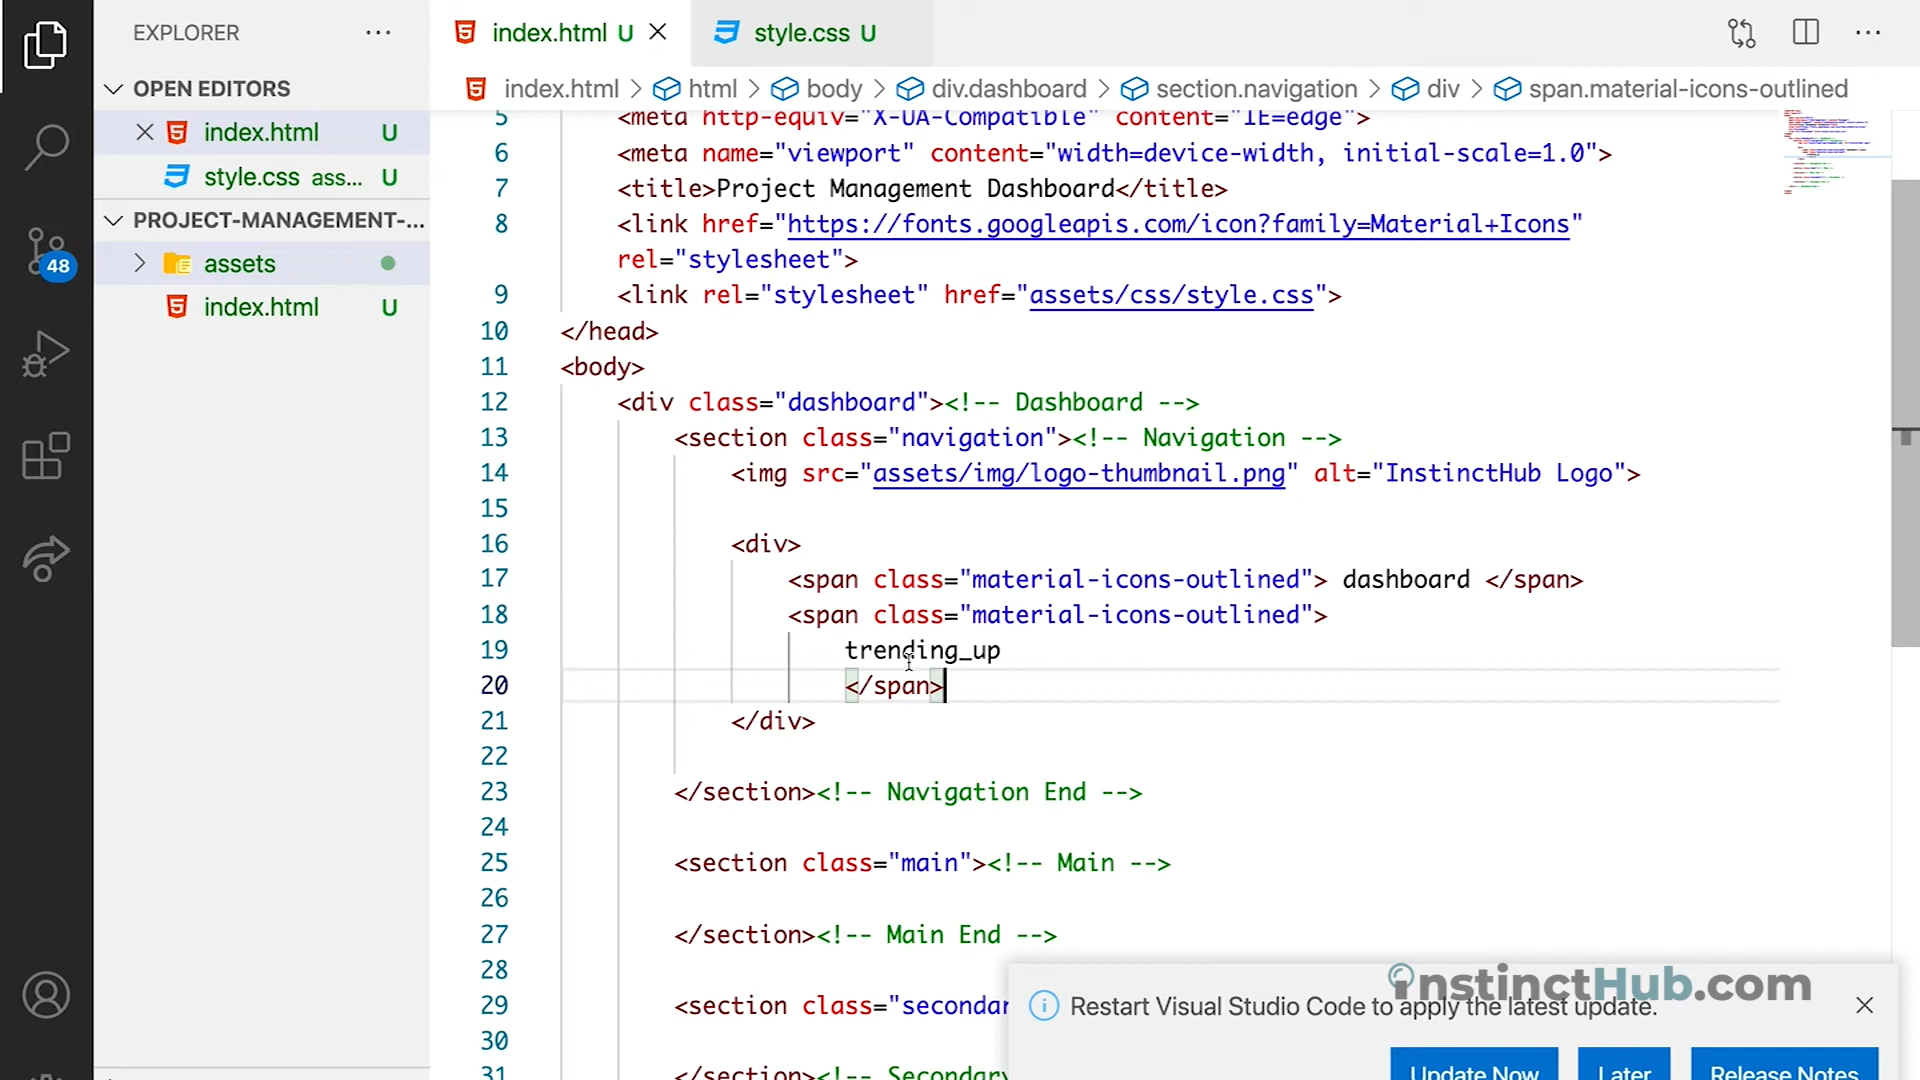 EXPLORER
OPEN EDITORS
index.html U
style.css ass... U
PROJECT-MANAGEMENT-...
assets
index.html U
48
index.html U
style.css U
index.html > html > body > div.dashboard > section.navigation > div > span.material-icons-outlined
5 <meta http-equiv="X-UA-Compatible" content="IE=edge">
6 <meta name="viewport" content="width=device-width, initial-scale=1.0">
7 <title>Project Management Dashboard</title>
8 <link href="https://fonts.googleapis.com/icon?family=Material+Icons"
rel="stylesheet">
9 <link rel="stylesheet" href="assets/css/style.css">
10 </head>
11 <body>
12 <div class="dashboard"><!-- Dashboard -->
13 <section class="navigation"><!-- Navigation -->
14 <img src="assets/img/logo-thumbnail.png" alt="InstinctHub Logo">
15
16 <div>
17 <span class="material-icons-outlined"> dashboard </span>
18 <span class="material-icons-outlined">
19 trending_up
20 </span>
21 </div>
22
23 </section><!-- Navigation End -->
24
25 <section class="main"><!-- Main -->
26
27 </section><!-- Main End -->
28
29 <section class="secondar
30
31 </section><!-- Secondary
InstinctHub.com
Restart Visual Studio Code to apply the latest update.
Update Now
Later
Release Notes